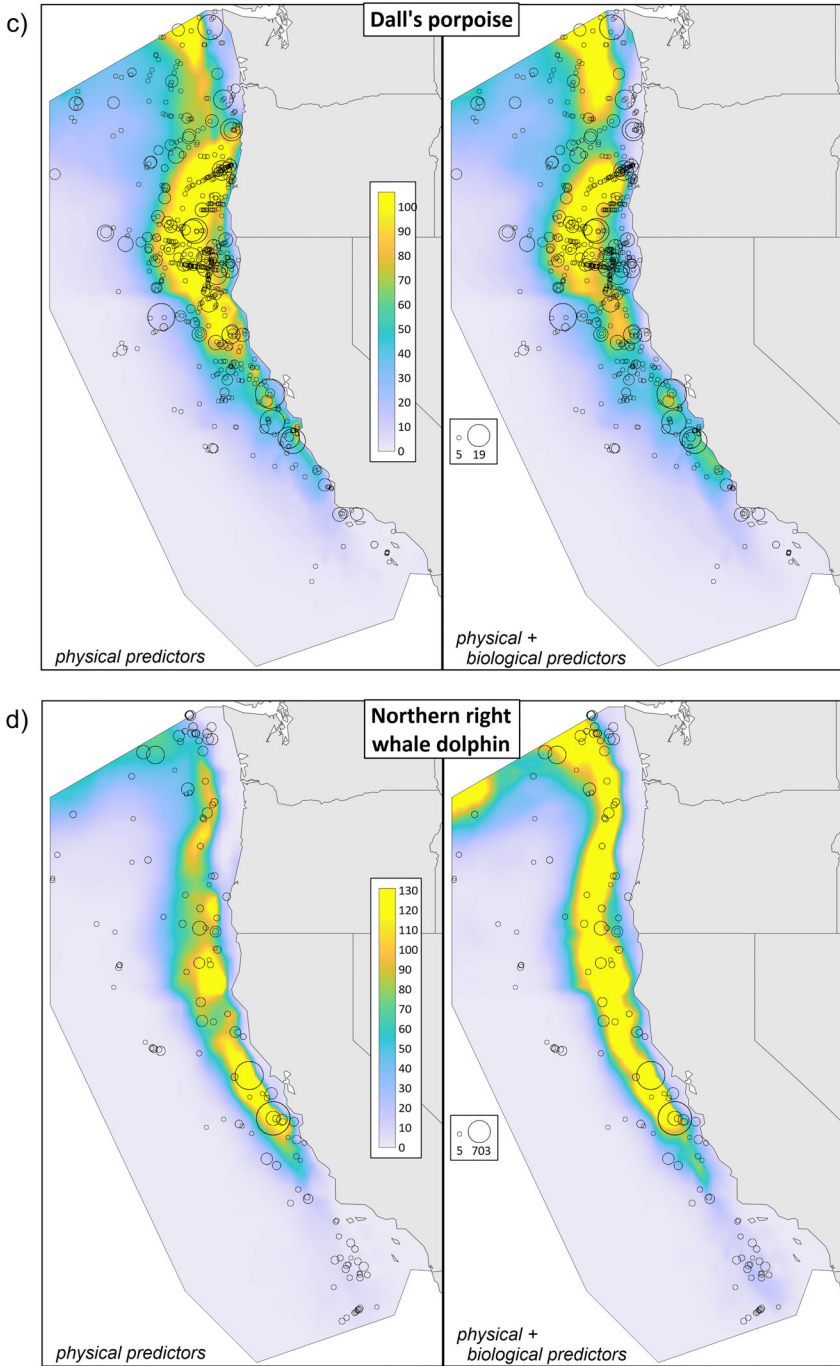 c)
Dall's porpoise
100
90
80
70
60
50
40
30
20
10
0
5 19
physical predictors
physical +
biological predictors
d)
Northern right
whale dolphin
130
120
110
100
90
80
70
60
50
40
30
20
10
0
5 703
physical predictors
physical +
biological predictors